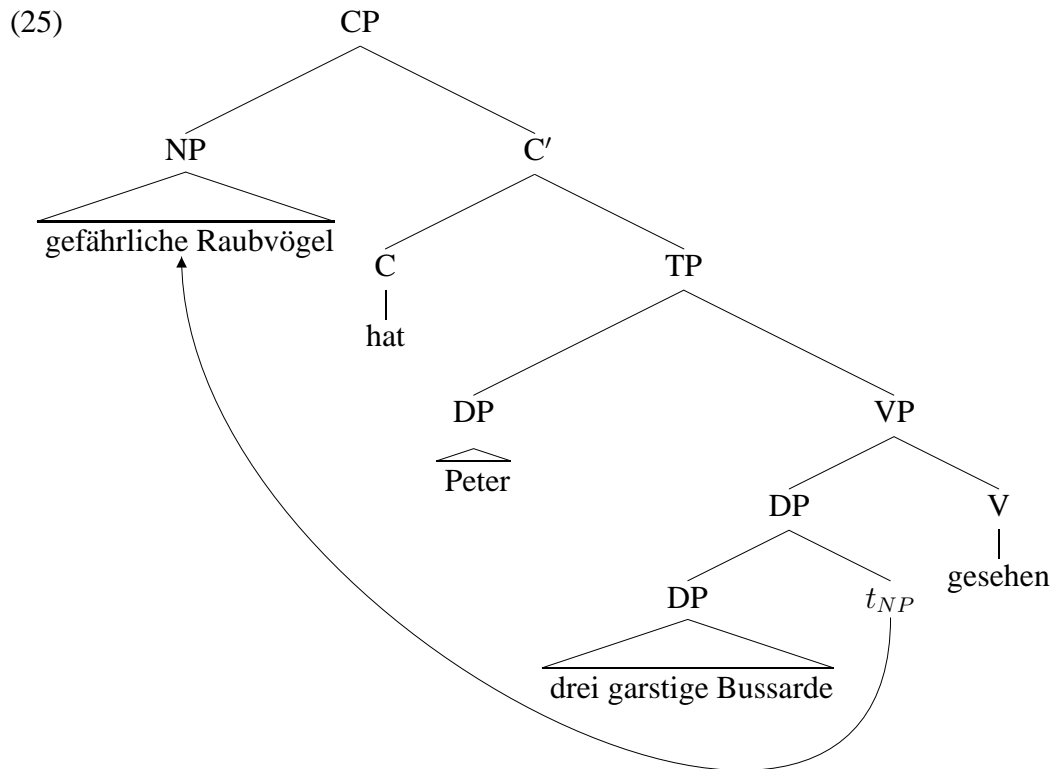 (25) CP
NP C′
gefährliche Raubvögel
C TP
hat
DP VP
Peter
DP V
gesehen
DP t_NP
drei garstige Bussarde